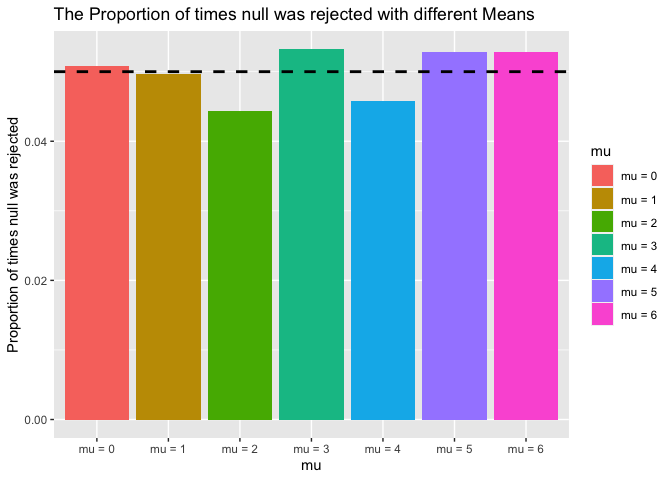 The Proportion of times null was rejected with different Means
Proportion of times null was rejected
0.04
0.02
0.00
mu = 0
mu = 1
mu = 2
mu = 3
mu = 4
mu = 5
mu = 6
mu
mu
mu = 0
mu = 1
mu = 2
mu = 3
mu = 4
mu = 5
mu = 6